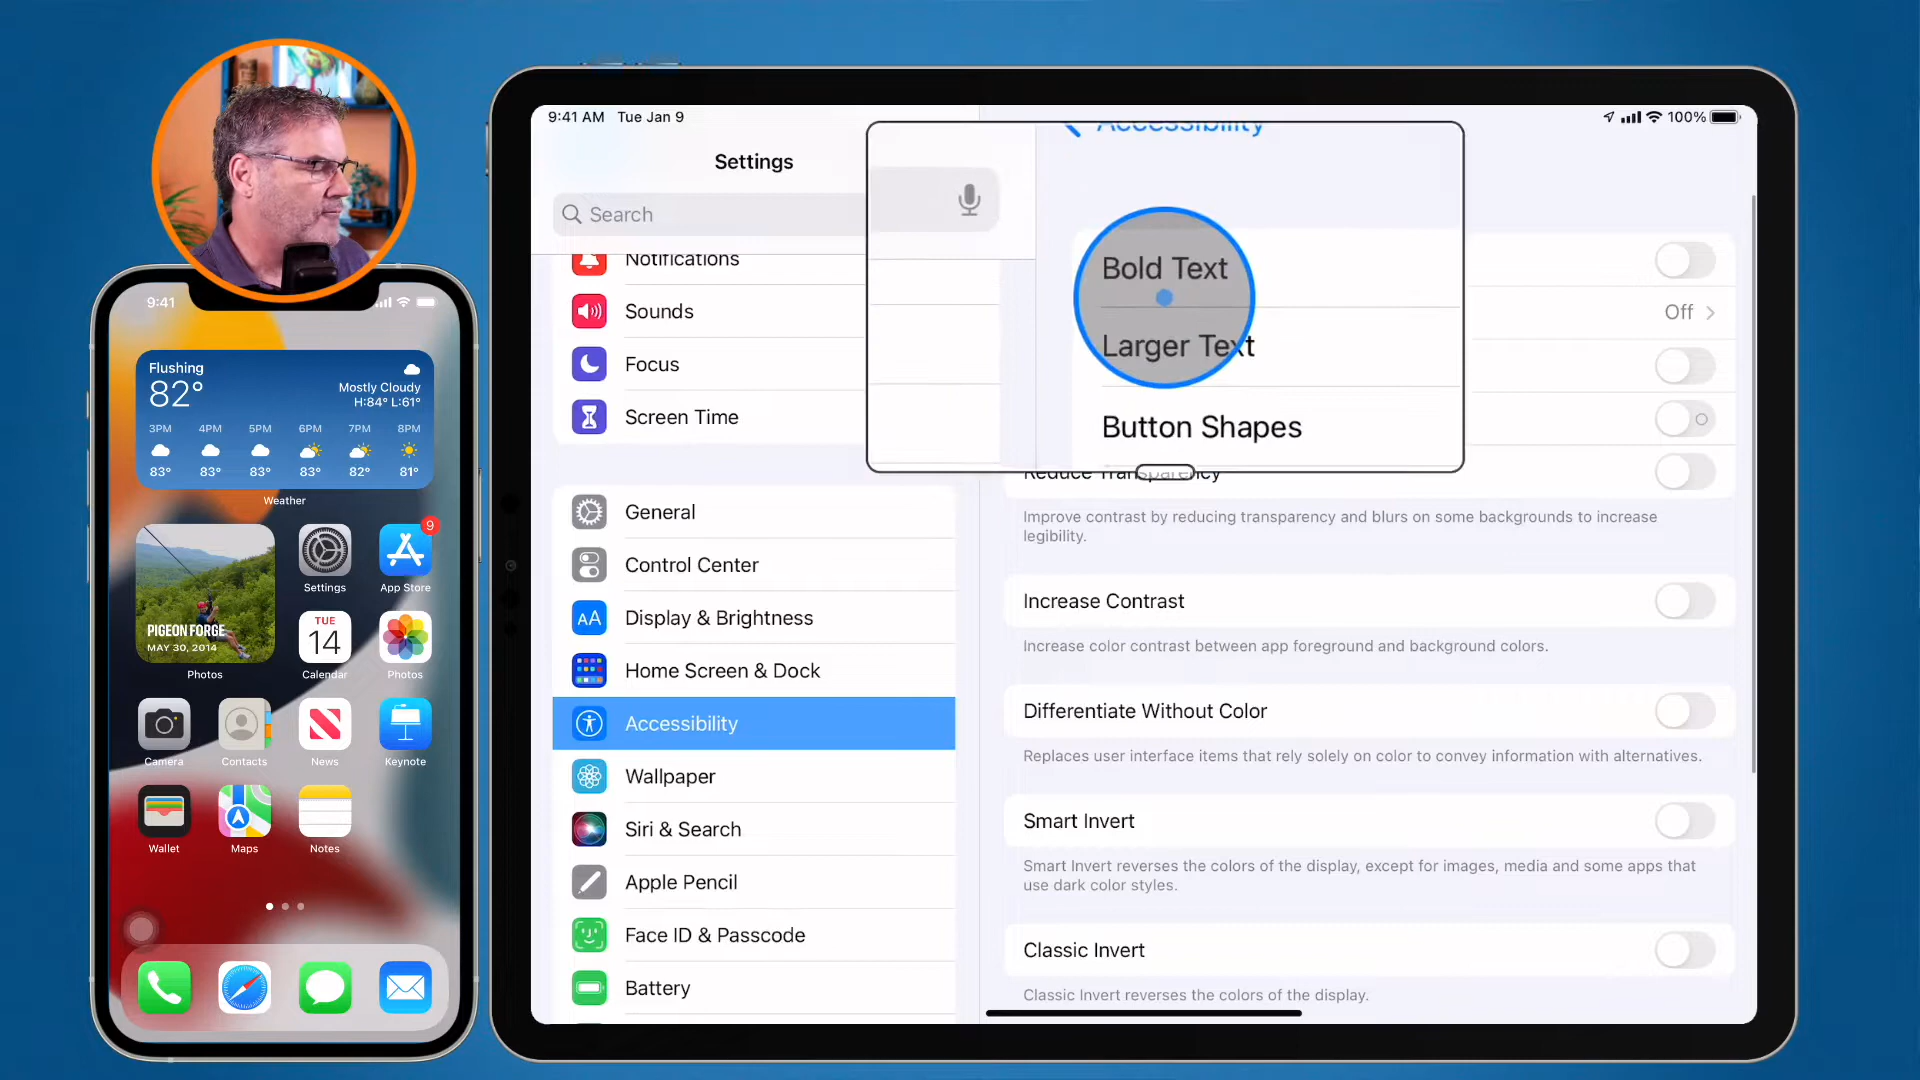 9:41
Flushing
82°
Mostly Cloudy
H:84° L:61°
3PM 4PM 5PM 6PM 7PM 8PM
83° 83° 83° 83° 82° 81°
Weather
PIGEON FORGE
MAY 30, 2014
Photos
Settings
9
App Store
TUE
14
Calendar
Photos
Camera
Contacts
News
Keynote
Wallet
Maps
Notes
9:41 AM Tue Jan 9
100%
Settings
Search
Notifications
Sounds
Focus
Screen Time
General
Control Center
AA
Display & Brightness
Home Screen & Dock
Accessibility
Wallpaper
Siri & Search
Apple Pencil
Face ID & Passcode
Battery
Accessibility
Bold Text
Larger Text
Button Shapes
Off
Reduce Transparency
Improve contrast by reducing transparency and blurs on some backgrounds to increase
legibility.
Increase Contrast
Increase color contrast between app foreground and background colors.
Differentiate Without Color
Replaces user interface items that rely solely on color to convey information with alternatives.
Smart Invert
Smart Invert reverses the colors of the display, except for images, media and some apps that
use dark color styles.
Classic Invert
Classic Invert reverses the colors of the display.